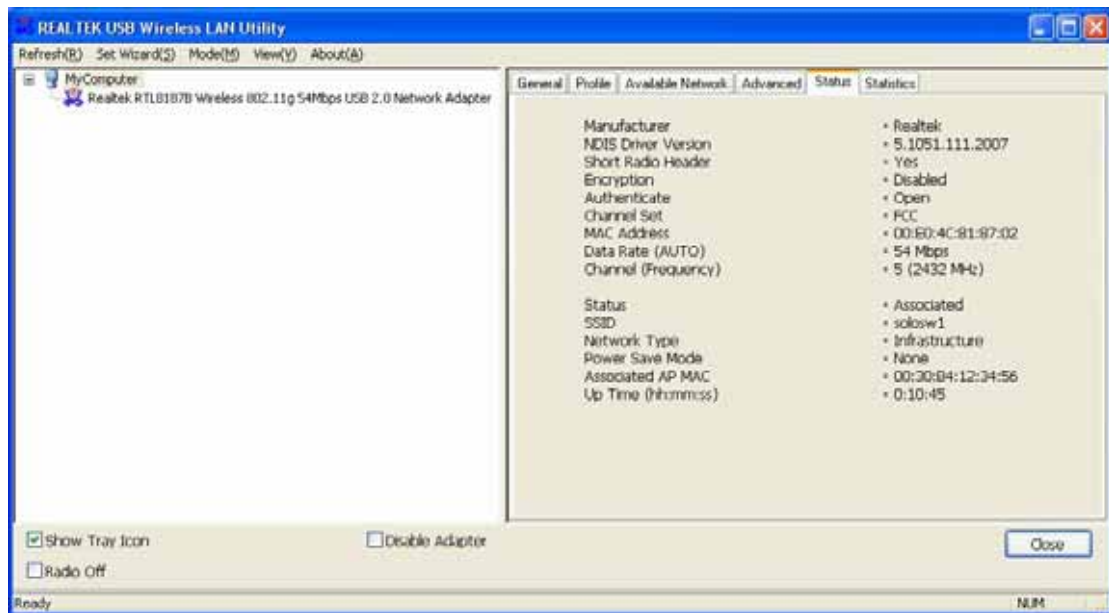 REALTEK USB Wireless LAN Utility
Refresh(R) Set Wizard(S) Mode(M) View(V) About(A)
MyComputer
Realtek RTL8187B Wireless 802.11g 54Mbps USB 2.0 Network Adapter
General Profile Available Network Advanced Status Statistics
Manufacturer • Realtek
NDIS Driver Version • 5.1051.111.2007
Short Radio Header • Yes
Encryption • Disabled
Authenticate • Open
Channel Set • FCC
MAC Address • 00:E0:4C:81:87:02
Data Rate (AUTO) • 54 Mbps
Channel (Frequency) • 5 (2432 MHz)
Status • Associated
SSID • solosw1
Network Type • Infrastructure
Power Save Mode • None
Associated AP MAC • 00:30:B4:12:34:56
Up Time (hh:mm:ss) • 0:10:45
Show Tray Icon Disable Adapter
Close
Radio Off
Ready NUM